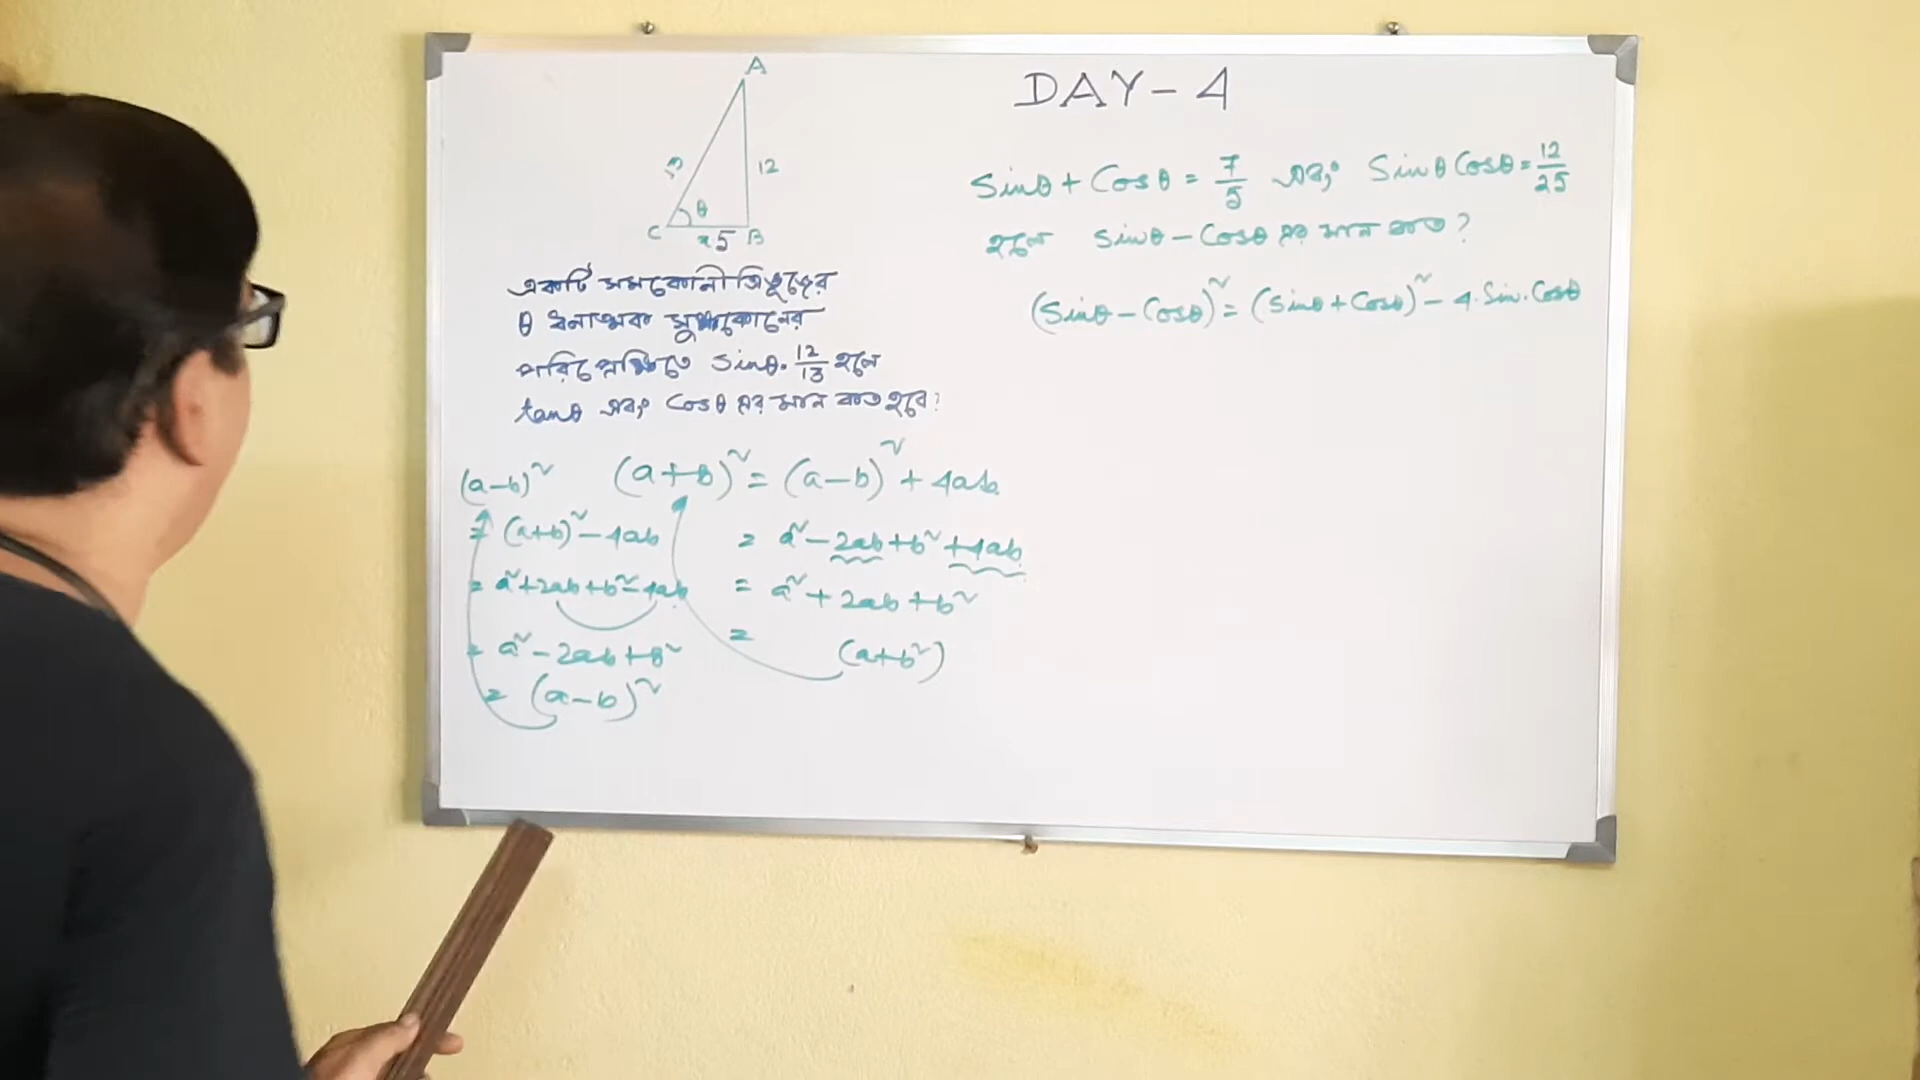 DAY - 4
A
12
θ
C
5 B
একটি সমকোনী ত্রিভুজের
θ ধনাত্মক সুক্ষ্মকোনের
পরিপ্রেক্ষিতে Sinθ. 12/13 হলে
tanθ এবং Cosθ এর মান কত হবে?
(a-b)²
= (a+b)² - 4ab
= a² + 2ab + b² - 4ab
= a² - 2ab + b²
= (a-b)²
(a+b)² = (a-b)² + 4ab
= a² - 2ab + b² + 4ab
= a² + 2ab + b²
= (a+b²)
Sinθ + Cosθ = 7/5 এবং Sinθ Cosθ = 12/25
হলে Sinθ - Cosθ এর মান কত?
(Sinθ - Cosθ)² = (Sinθ + Cosθ)² - 4. Sin. Cosθ